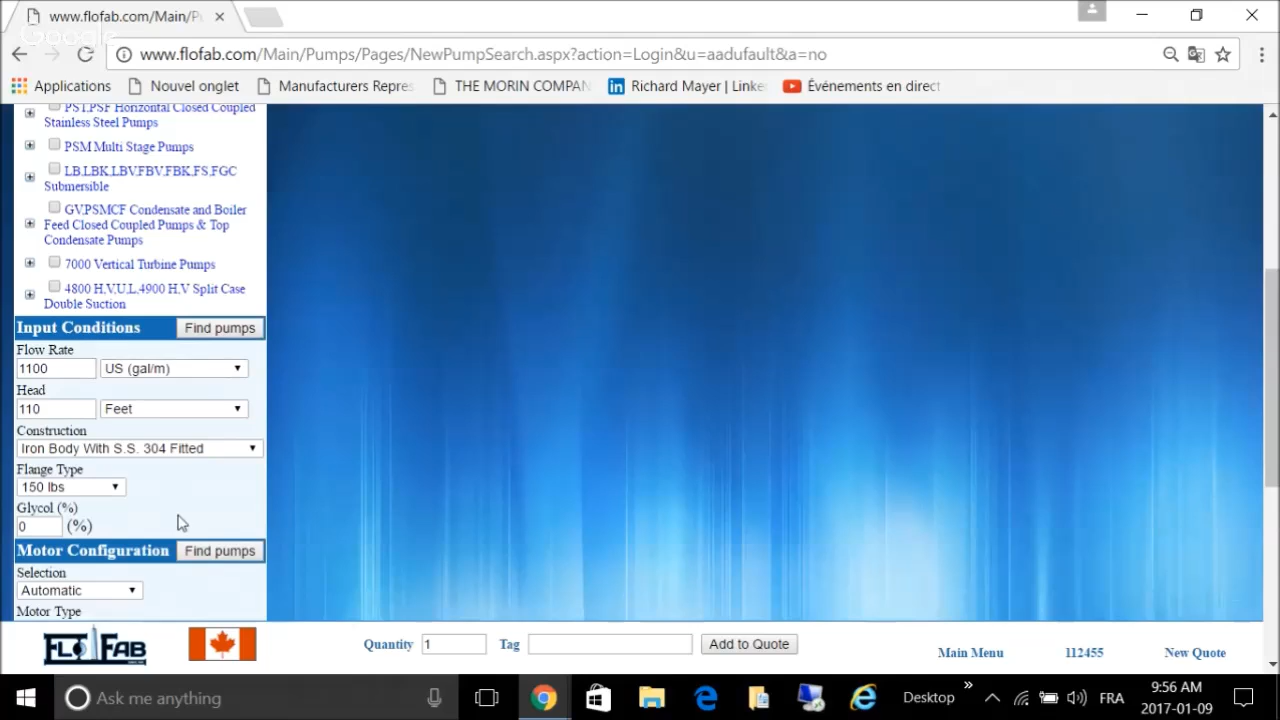 www.flofab.com/Main/P
Google
www.flofab.com/Main/Pumps/Pages/NewPumpSearch.aspx?action=Login&u=aadufault&a=no
Applications
Nouvel onglet
Manufacturers Repres
THE MORIN COMPAN
Richard Mayer | Linke
Événements en direct
PST,PSF Horizontal Closed Coupled
Stainless Steel Pumps
PSM Multi Stage Pumps
LB,LBK,LBV,FBV,FBK,FS,FGC
Submersible
GV,PSMCF Condensate and Boiler
Feed Closed Coupled Pumps & Top
Condensate Pumps
7000 Vertical Turbine Pumps
4800 H,V,U,L,4900 H,V Split Case
Double Suction
Input Conditions
Find pumps
Flow Rate
1100 US (gal/m)
Head
110 Feet
Construction
Iron Body With S.S. 304 Fitted
Flange Type
150 lbs
Glycol (%)
0 (%)
Motor Configuration
Find pumps
Selection
Automatic
Motor Type
FLO FAB
Quantity 1 Tag Add to Quote
Main Menu 112455 New Quote
Ask me anything
Desktop
FRA
9:56 AM
2017-01-09